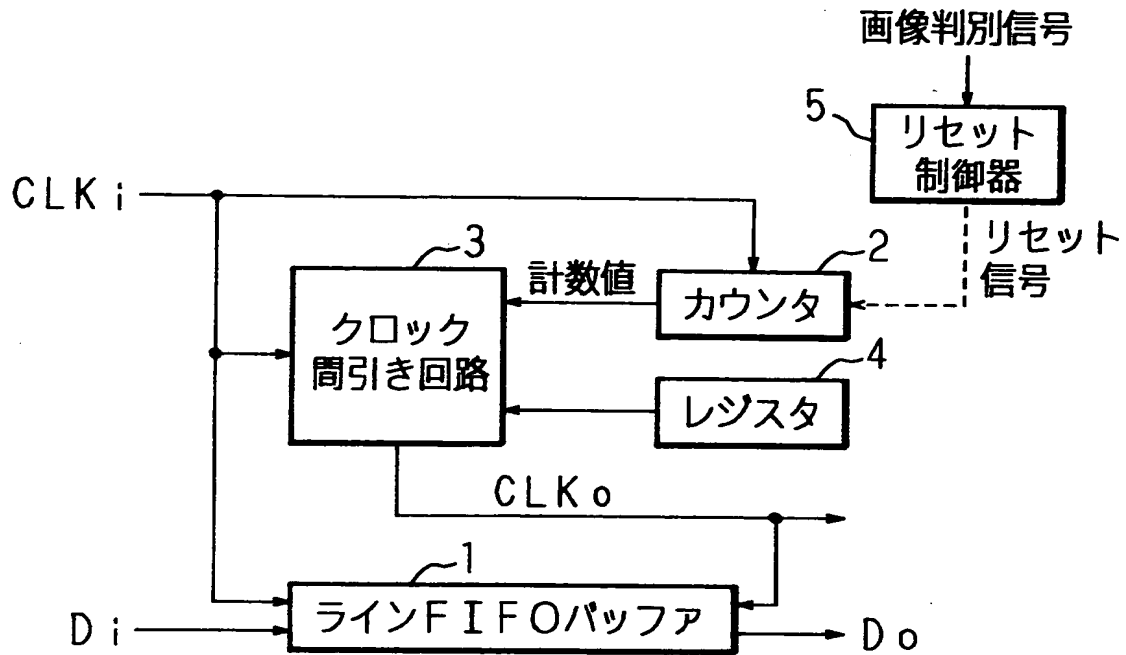 画像判別信号
5
リセット
制御器
CLKi
リセット
信号
3
2
計数値
カウンタ
クロック
間引き回路
4
レジスタ
CLKo
1
ラインFIFOバッファ
Di
Do